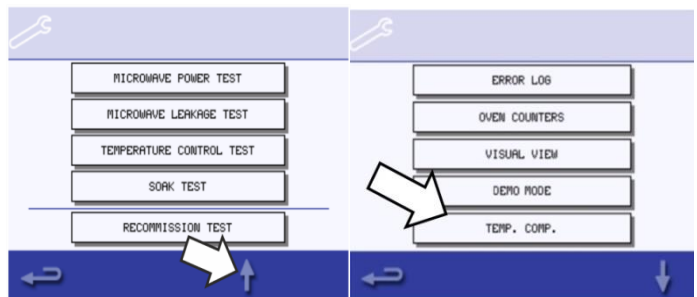 MICROWAVE POWER TEST
MICROWAVE LEAKAGE TEST
TEMPERATURE CONTROL TEST
SOAK TEST
RECOMMISSION TEST
ERROR LOG
OVEN COUNTERS
VISUAL VIEW
DEMO MODE
TEMP. COMP.